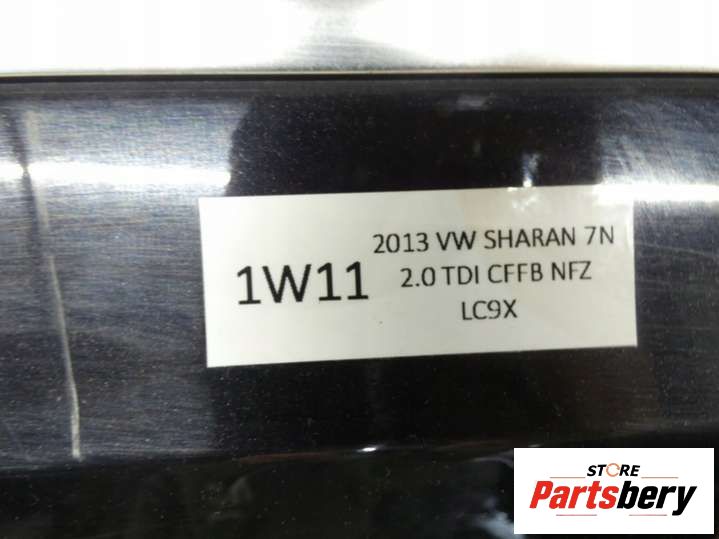 1W11
2013 VW SHARAN 7N
2.0 TDI CFFB NFZ
LC9X
STORE
Partsbery